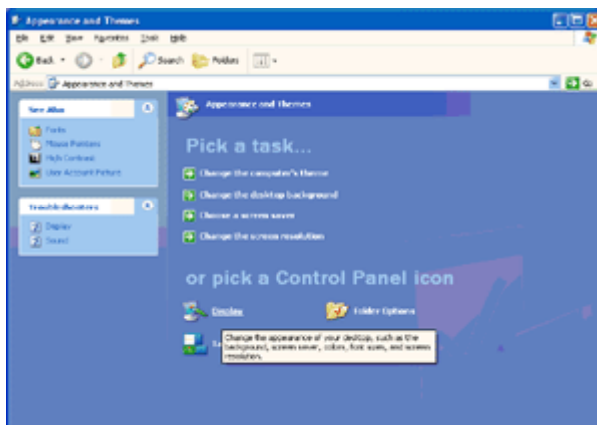 Appearance and Themes
File Edit View Favorites Tools Help
Back Search Folders
Address Appearance and Themes Go
See Also
Fonts
Mouse Pointers
High Contrast
User Account Picture
Troubleshooters
Display
Sound
Appearance and Themes
Pick a task...
Change the computer's theme
Change the desktop background
Choose a screen saver
Change the screen resolution
or pick a Control Panel icon
Display Folder Options
Change the appearance of your desktop, such as the
background, screen saver, colors, font sizes, and screen
resolution.